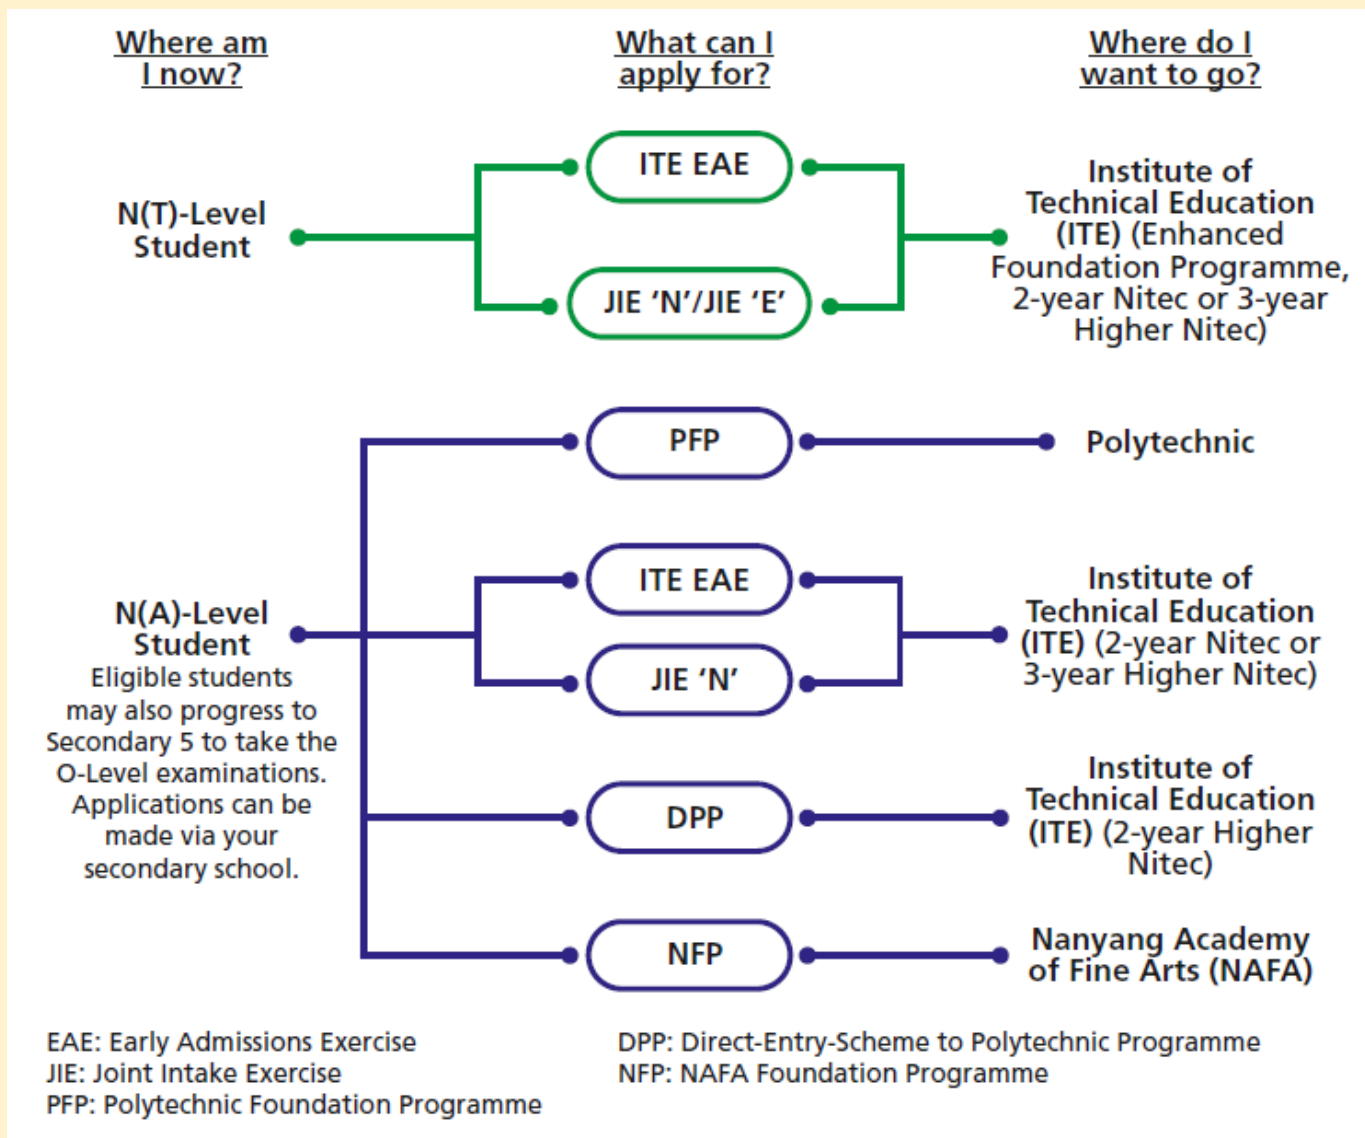 Where am
I now?
What can I
apply for?
Where do I
want to go?
N(T)-Level
Student
ITE EAE
JIE ‘N’/JIE ‘E’
Institute of
Technical Education
(ITE) (Enhanced
Foundation Programme,
2-year Nitec or 3-year
Higher Nitec)
N(A)-Level
Student
Eligible students
may also progress to
Secondary 5 to take the
O-Level examinations.
Applications can be
made via your
secondary school.
PFP
Polytechnic
ITE EAE
JIE ‘N’
Institute of
Technical Education
(ITE) (2-year Nitec or
3-year Higher Nitec)
DPP
Institute of
Technical Education
(ITE) (2-year Higher
Nitec)
NFP
Nanyang Academy
of Fine Arts (NAFA)
EAE: Early Admissions Exercise
JIE: Joint Intake Exercise
PFP: Polytechnic Foundation Programme
DPP: Direct-Entry-Scheme to Polytechnic Programme
NFP: NAFA Foundation Programme